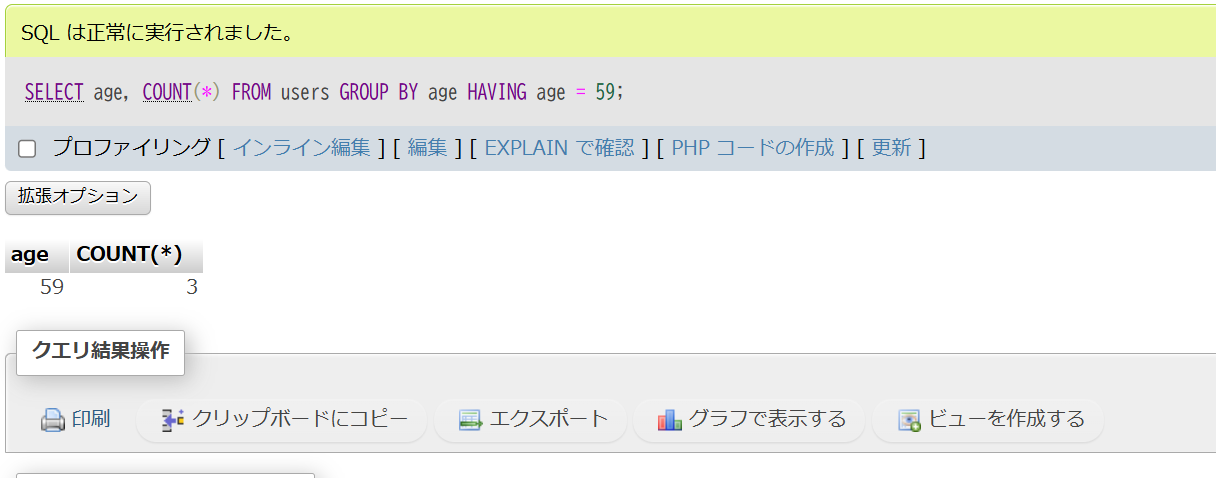 SQL は正常に実行されました。
SELECT age, COUNT(*) FROM users GROUP BY age HAVING age = 59;
プロファイリング [ インライン編集 ] [ 編集 ] [ EXPLAIN で確認 ] [ PHP コードの作成 ] [ 更新 ]
拡張オプション
age COUNT(*)
59 3
クエリ結果操作
印刷 クリップボードにコピー エクスポート グラフで表示する ビューを作成する